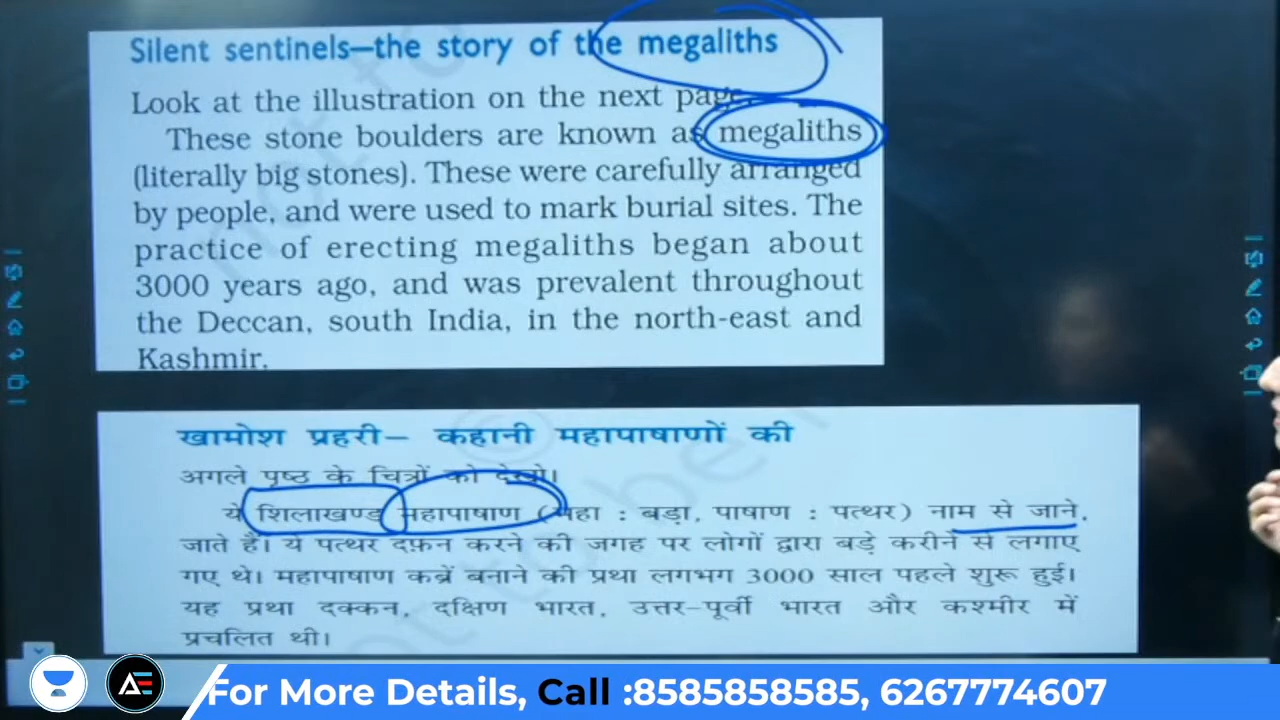 Silent sentinels—the story of the megaliths
Look at the illustration on the next page.
These stone boulders are known as megaliths
(literally big stones). These were carefully arranged
by people, and were used to mark burial sites. The
practice of erecting megaliths began about
3000 years ago, and was prevalent throughout
the Deccan, south India, in the north-east and
Kashmir.
खामोश प्रहरी– कहानी महापाषाणों की
अगले पृष्ठ के चित्रों को देखो।
ये शिलाखण्ड महापाषाण (महा : बड़ा, पाषाण : पत्थर) नाम से जाने
जाते हैं। ये पत्थर दफ़न करने की जगह पर लोगों द्वारा बड़े करीने से लगाए
गए थे। महापाषाण कब्रें बनाने की प्रथा लगभग 3000 साल पहले शुरू हुई।
यह प्रथा दक्कन, दक्षिण भारत, उत्तर-पूर्वी भारत और कश्मीर में
प्रचलित थी।
For More Details, Call :8585858585, 6267774607